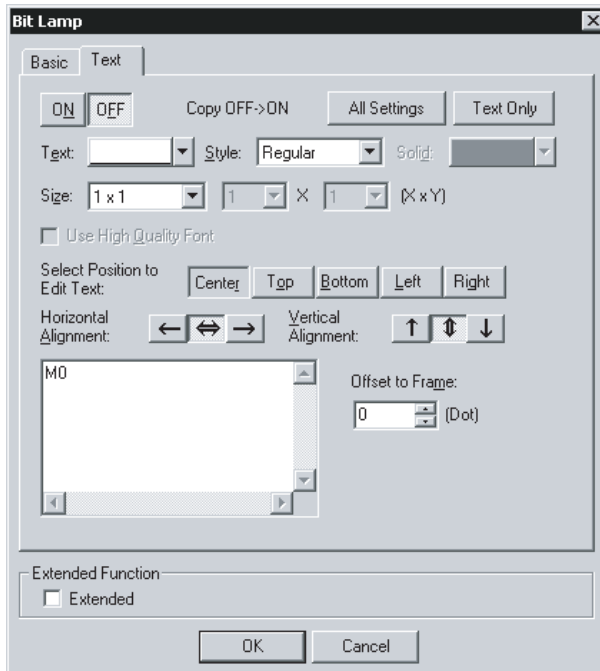 Bit Lamp
Basic Text
ON OFF Copy OFF->ON All Settings Text Only
Text: Style: Regular Solid:
Size: 1 x 1 1 X 1 (X x Y)
Use High Quality Font
Select Position to
Edit Text: Center Top Bottom Left Right
Horizontal
Alignment:
Vertical
Alignment:
M0
Offset to Frame:
0 (Dot)
Extended Function
Extended
OK Cancel